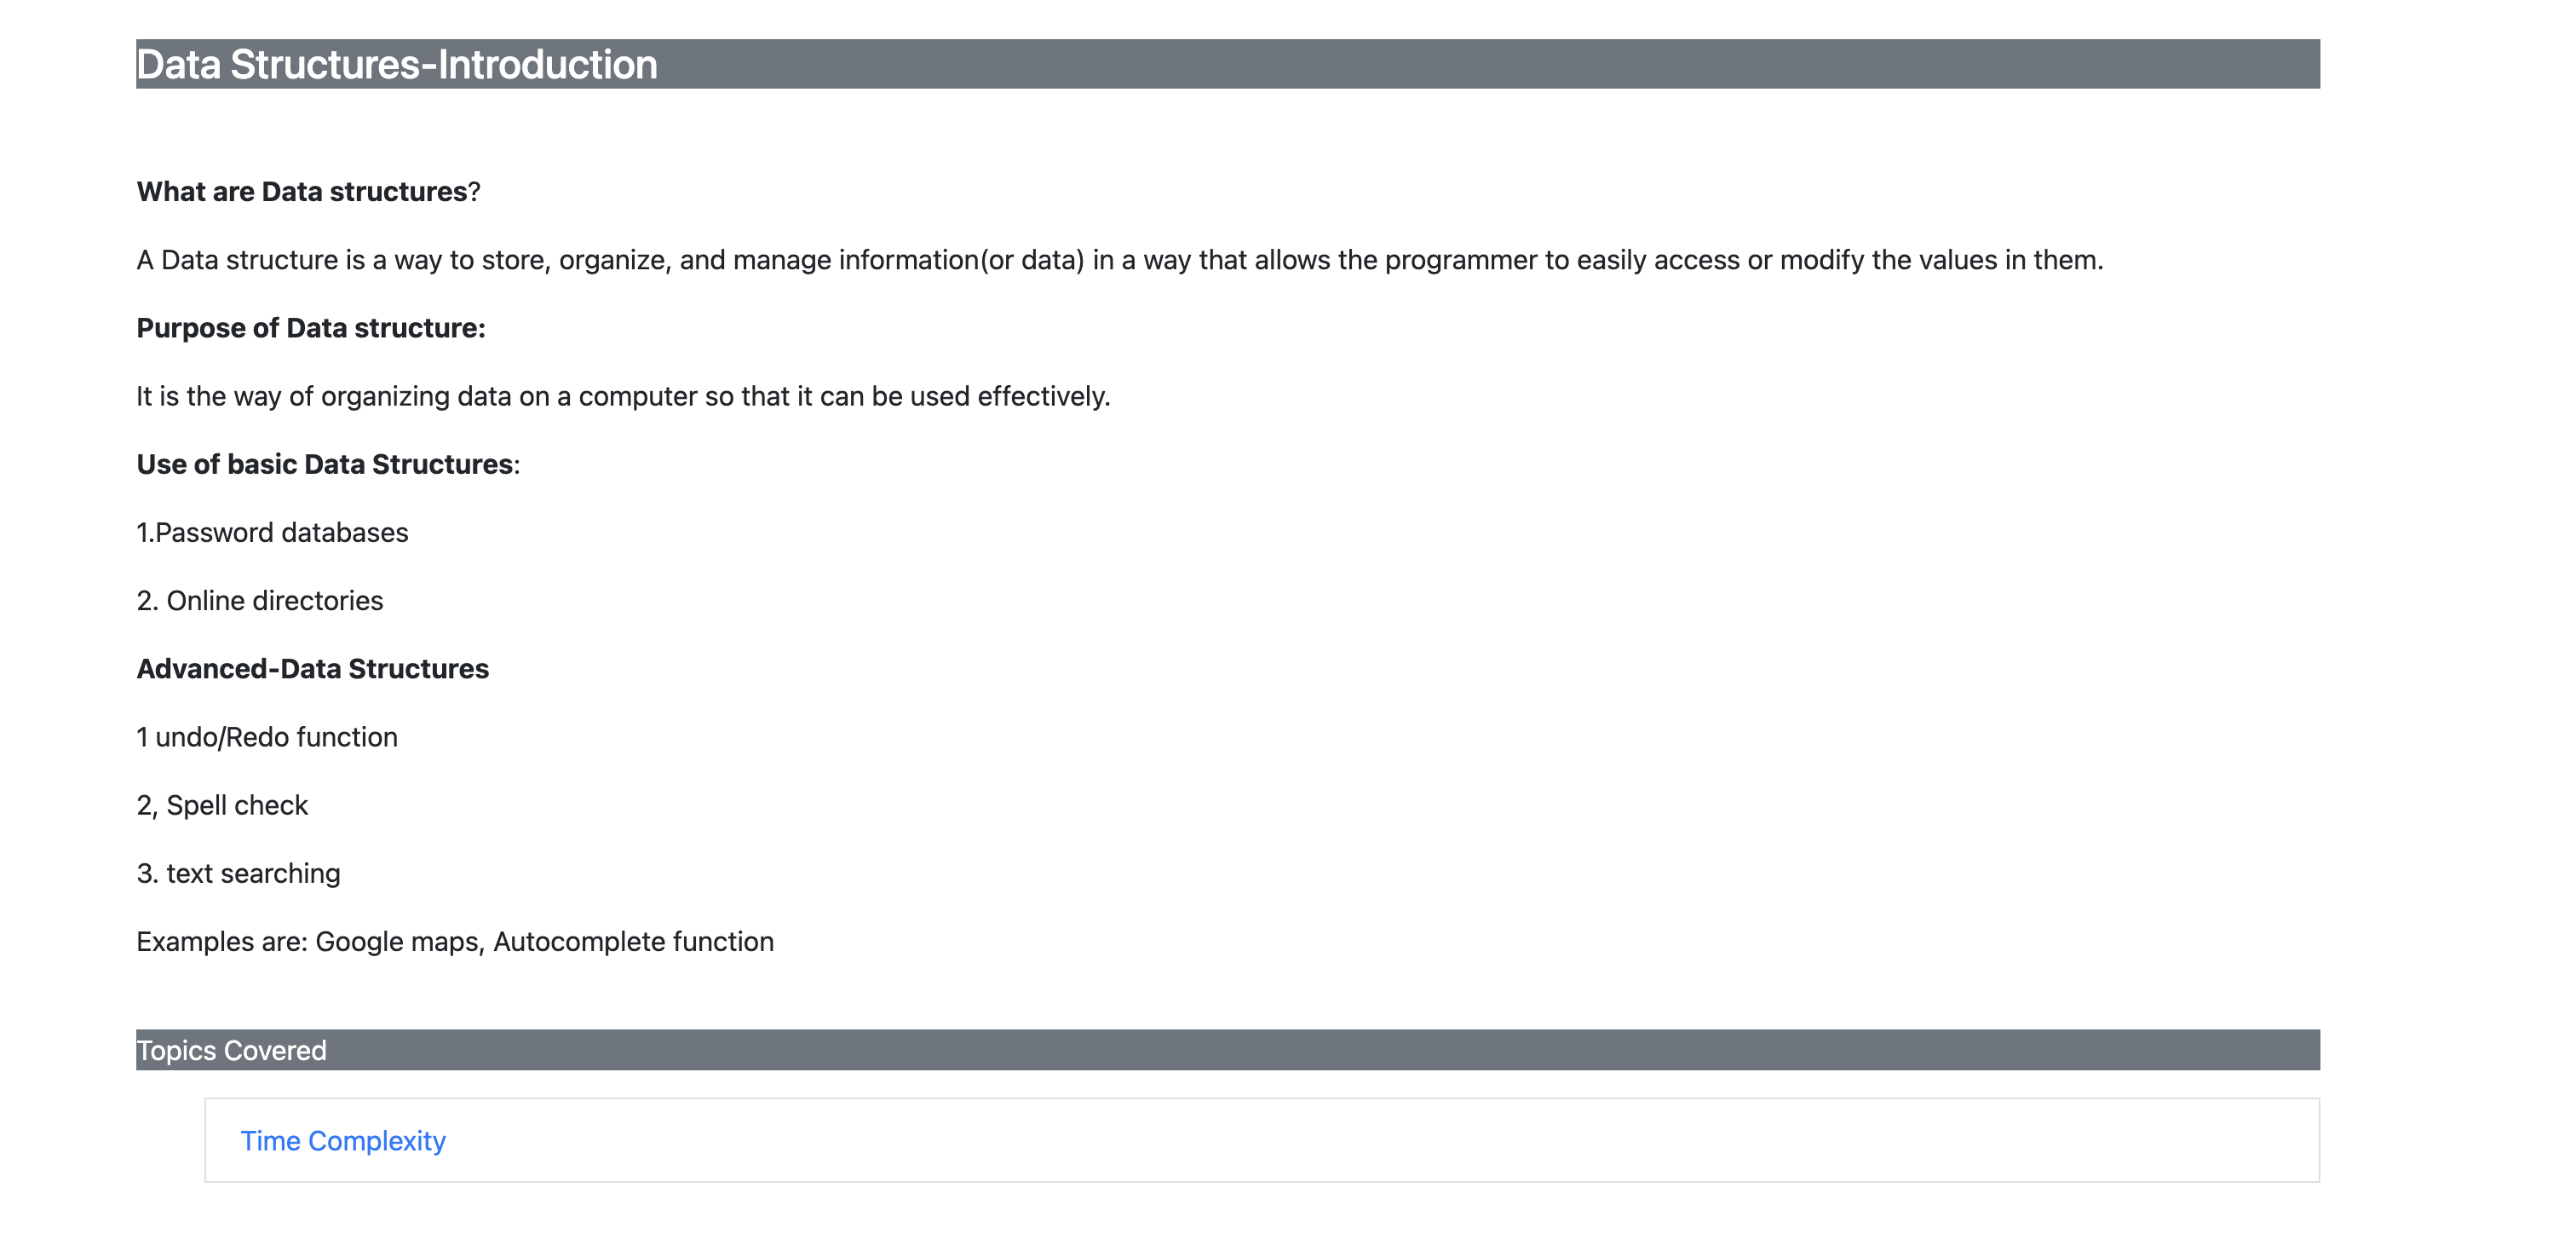 Data Structures-Introduction
What are Data structures?
A Data structure is a way to store, organize, and manage information(or data) in a way that allows the programmer to easily access or modify the values in them.
Purpose of Data structure:
It is the way of organizing data on a computer so that it can be used effectively.
Use of basic Data Structures:
1.Password databases
2. Online directories
Advanced-Data Structures
1 undo/Redo function
2, Spell check
3. text searching
Examples are: Google maps, Autocomplete function
Topics Covered
Time Complexity